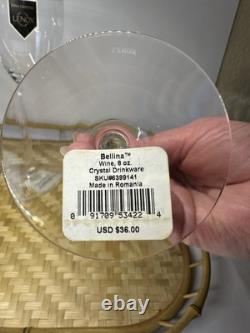 LENOX
LENOX
Bellina™
Wine, 8 oz.
Crystal Drinkware
SKU#6399141
Made in Romania
0 91709 53422 4
USD $36.00